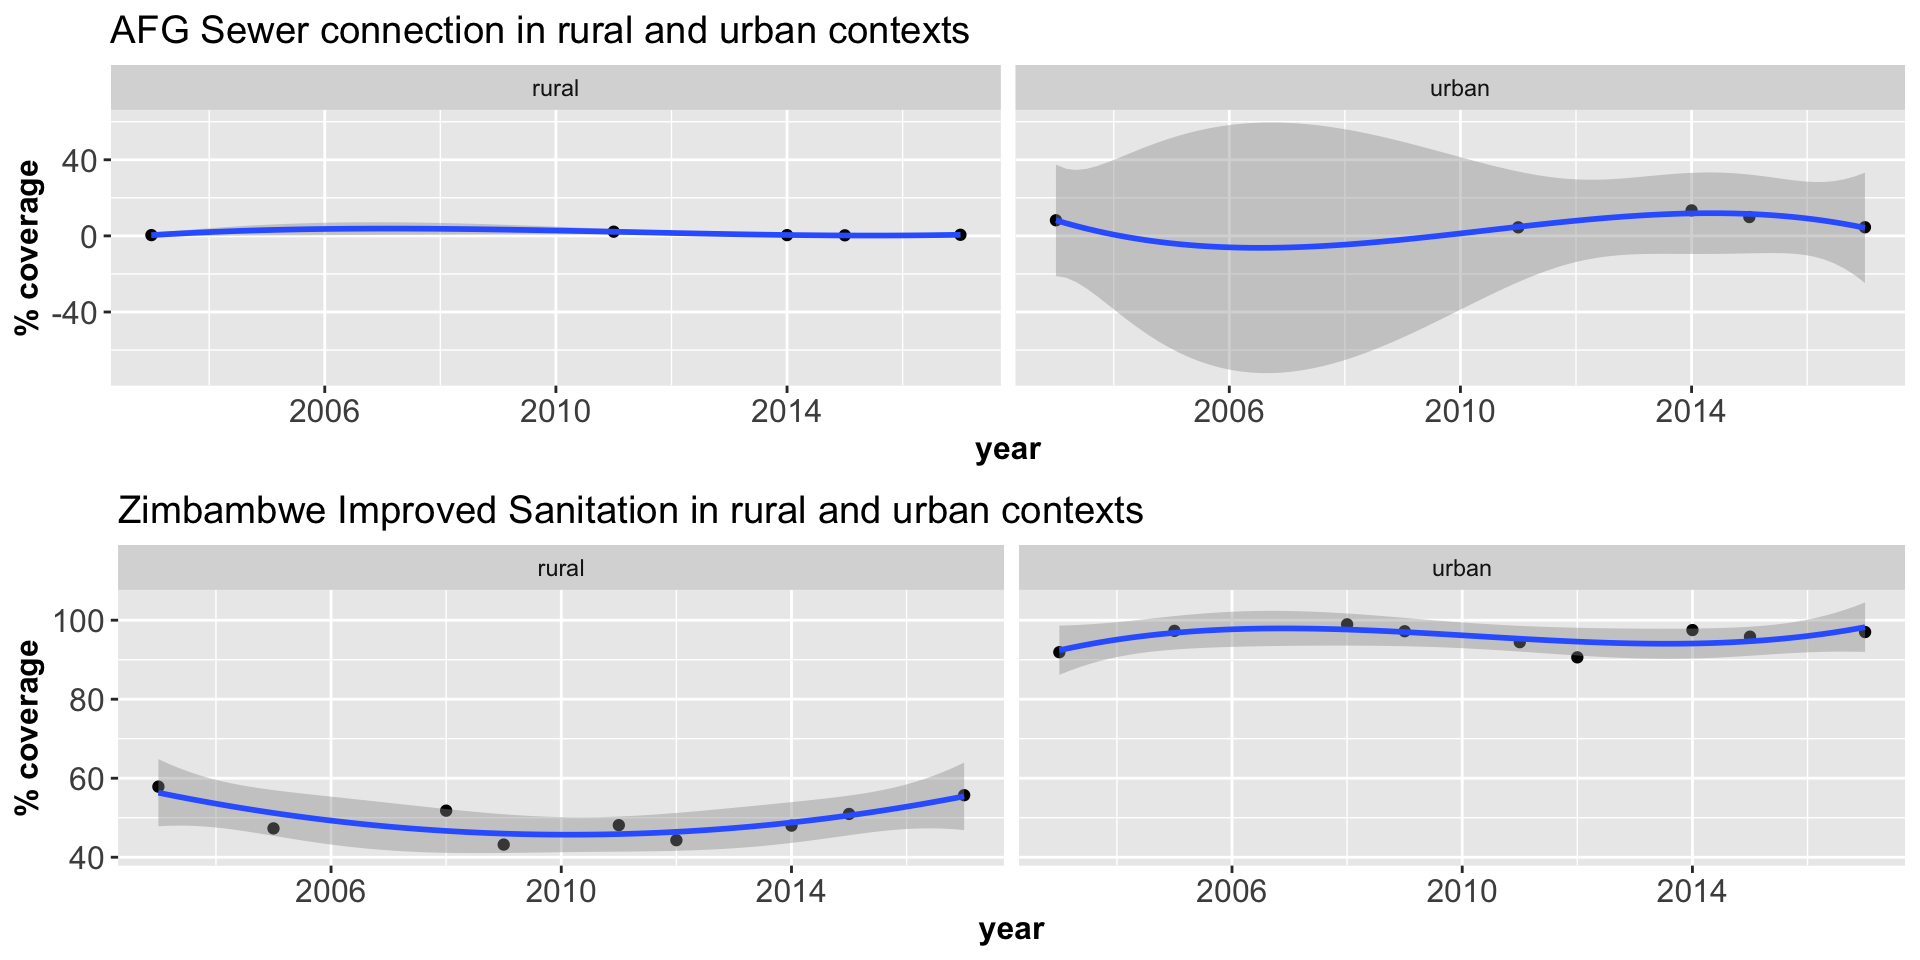 AFG Sewer connection in rural and urban contexts
rural urban
% coverage
40
0
-40
2006 2010 2014 2006 2010 2014
year
Zimbambwe Improved Sanitation in rural and urban contexts
rural urban
% coverage
100
80
60
40
2006 2010 2014 2006 2010 2014
year